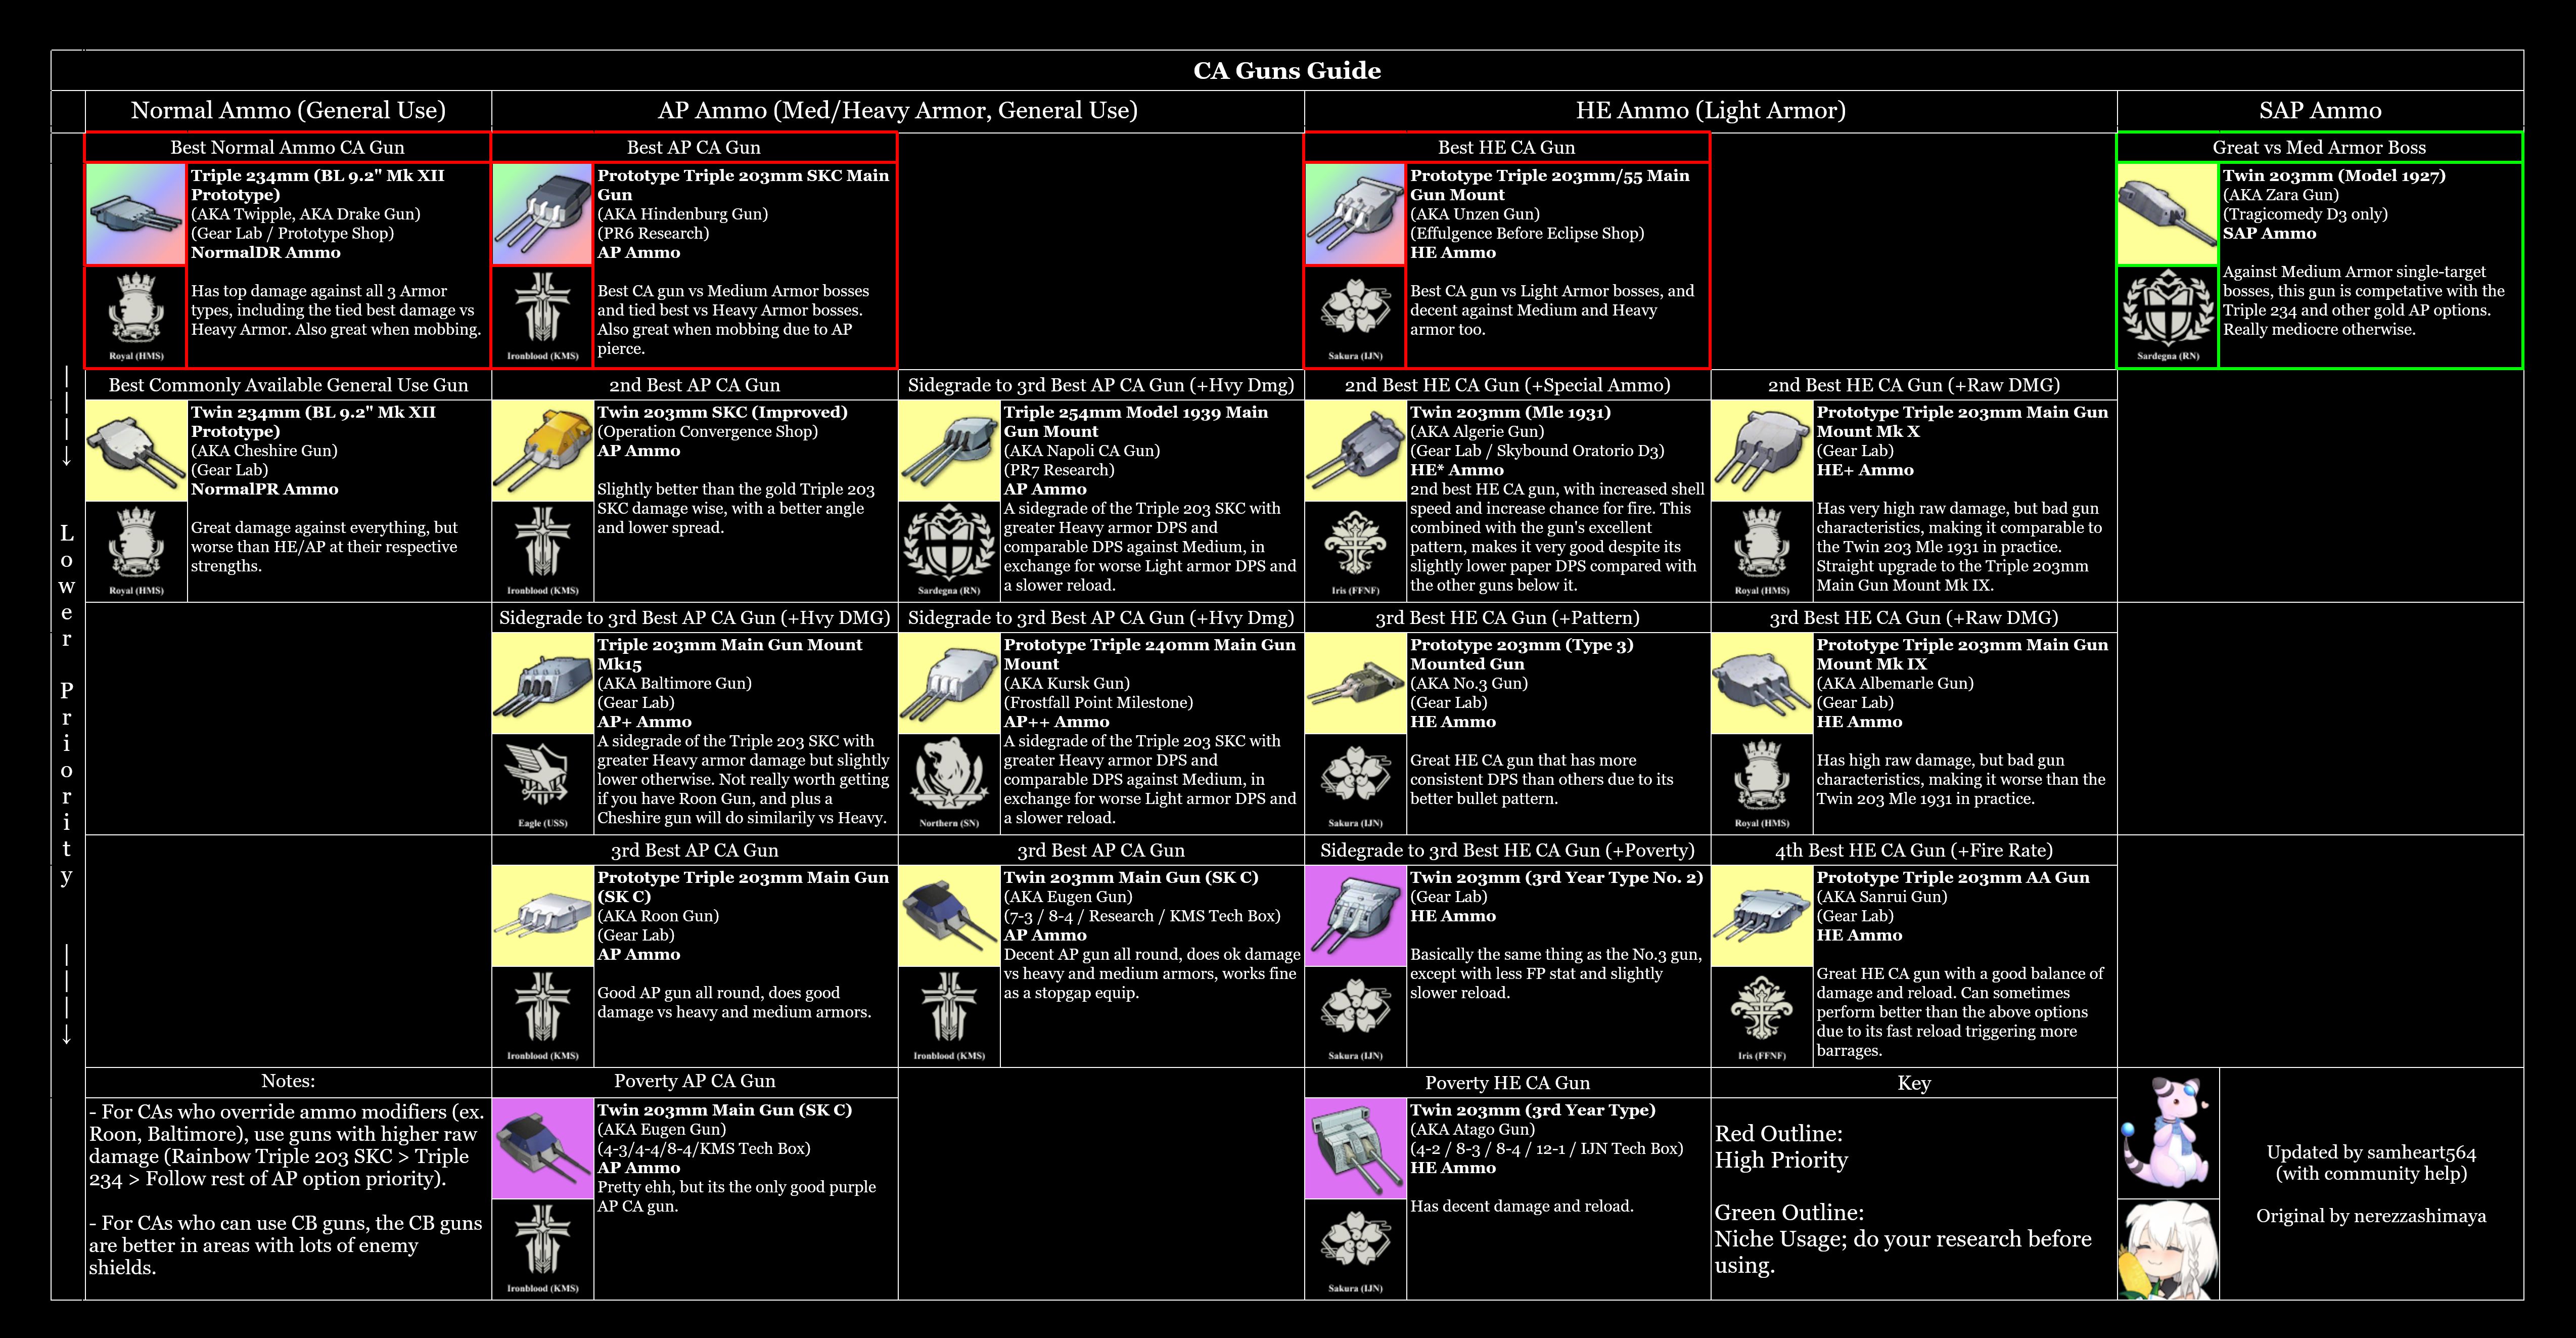 CA Guns Guide
Normal Ammo (General Use)
AP Ammo (Med/Heavy Armor, General Use)
HE Ammo (Light Armor)
SAP Ammo
Lower Priority
Best Normal Ammo CA Gun
Triple 234mm (BL 9.2" Mk XII
Prototype)
(AKA Twipple, AKA Drake Gun)
(Gear Lab / Prototype Shop)
NormalDR Ammo
Has top damage against all 3 Armor
types, including the tied best damage vs
Heavy Armor. Also great when mobbing.
Royal (HMS)
Best AP CA Gun
Prototype Triple 203mm SKC Main
Gun
(AKA Hindenburg Gun)
(PR6 Research)
AP Ammo
Best CA gun vs Medium Armor bosses
and tied best vs Heavy Armor bosses.
Also great when mobbing due to AP
pierce.
Ironblood (KMS)
Best HE CA Gun
Prototype Triple 203mm/55 Main
Gun Mount
(AKA Unzen Gun)
(Effulgence Before Eclipse Shop)
HE Ammo
Best CA gun vs Light Armor bosses, and
decent against Medium and Heavy
armor too.
Sakura (IJN)
Great vs Med Armor Boss
Twin 203mm (Model 1927)
(AKA Zara Gun)
(Tragicomedy D3 only)
SAP Ammo
Against Medium Armor single-target
bosses, this gun is competative with the
Triple 234 and other gold AP options.
Really mediocre otherwise.
Sardegna (RN)
Best Commonly Available General Use Gun
Twin 234mm (BL 9.2" Mk XII
Prototype)
(AKA Cheshire Gun)
(Gear Lab)
NormalPR Ammo
Great damage against everything, but
worse than HE/AP at their respective
strengths.
Royal (HMS)
2nd Best AP CA Gun
Twin 203mm SKC (Improved)
(Operation Convergence Shop)
AP Ammo
Slightly better than the gold Triple 203
SKC damage wise, with a better angle
and lower spread.
Ironblood (KMS)
Sidegrade to 3rd Best AP CA Gun (+Hvy Dmg)
Triple 254mm Model 1939 Main
Gun Mount
(AKA Napoli CA Gun)
(PR7 Research)
AP Ammo
A sidegrade of the Triple 203 SKC with
greater Heavy armor DPS and
comparable DPS against Medium, in
exchange for worse Light armor DPS and
a slower reload.
Sardegna (RN)
2nd Best HE CA Gun (+Special Ammo)
Twin 203mm (Mle 1931)
(AKA Algerie Gun)
(Gear Lab / Skybound Oratorio D3)
HE* Ammo
2nd best HE CA gun, with increased shell
speed and increase chance for fire. This
combined with the gun's excellent
pattern, makes it very good despite its
slightly lower paper DPS compared with
the other guns below it.
Iris (FFNF)
2nd Best HE CA Gun (+Raw DMG)
Prototype Triple 203mm Main Gun
Mount Mk X
(Gear Lab)
HE+ Ammo
Has very high raw damage, but bad gun
characteristics, making it comparable to
the Twin 203 Mle 1931 in practice.
Straight upgrade to the Triple 203mm
Main Gun Mount Mk IX.
Royal (HMS)
Sidegrade to 3rd Best AP CA Gun (+Hvy DMG)
Triple 203mm Main Gun Mount
Mk15
(AKA Baltimore Gun)
(Gear Lab)
AP+ Ammo
A sidegrade of the Triple 203 SKC with
greater Heavy armor damage but slightly
lower otherwise. Not really worth getting
if you have Roon Gun, and plus a
Cheshire gun will do similarily vs Heavy.
Eagle (USS)
Sidegrade to 3rd Best AP CA Gun (+Hvy Dmg)
Prototype Triple 240mm Main Gun
Mount
(AKA Kursk Gun)
(Frostfall Point Milestone)
AP++ Ammo
A sidegrade of the Triple 203 SKC with
greater Heavy armor DPS and
comparable DPS against Medium, in
exchange for worse Light armor DPS and
a slower reload.
Northern (SN)
3rd Best HE CA Gun (+Pattern)
Prototype 203mm (Type 3)
Mounted Gun
(AKA No.3 Gun)
(Gear Lab)
HE Ammo
Great HE CA gun that has more
consistent DPS than others due to its
better bullet pattern.
Sakura (IJN)
3rd Best HE CA Gun (+Raw DMG)
Prototype Triple 203mm Main Gun
Mount Mk IX
(AKA Albemarle Gun)
(Gear Lab)
HE Ammo
Has high raw damage, but bad gun
characteristics, making it worse than the
Twin 203 Mle 1931 in practice.
Royal (HMS)
3rd Best AP CA Gun
Prototype Triple 203mm Main Gun
(SK C)
(AKA Roon Gun)
(Gear Lab)
AP Ammo
Good AP gun all round, does good
damage vs heavy and medium armors.
Ironblood (KMS)
3rd Best AP CA Gun
Twin 203mm Main Gun (SK C)
(AKA Eugen Gun)
(7-3 / 8-4 / Research / KMS Tech Box)
AP Ammo
Decent AP gun all round, does ok damage
vs heavy and medium armors, works fine
as a stopgap equip.
Ironblood (KMS)
Sidegrade to 3rd Best HE CA Gun (+Poverty)
Twin 203mm (3rd Year Type No. 2)
(Gear Lab)
HE Ammo
Basically the same thing as the No.3 gun,
except with less FP stat and slightly
slower reload.
Sakura (IJN)
4th Best HE CA Gun (+Fire Rate)
Prototype Triple 203mm AA Gun
(AKA Sanrui Gun)
(Gear Lab)
HE Ammo
Great HE CA gun with a good balance of
damage and reload. Can sometimes
perform better than the above options
due to its fast reload triggering more
barrages.
Iris (FFNF)
Notes:
- For CAs who override ammo modifiers (ex.
Roon, Baltimore), use guns with higher raw
damage (Rainbow Triple 203 SKC > Triple
234 > Follow rest of AP option priority).
- For CAs who can use CB guns, the CB guns
are better in areas with lots of enemy
shields.
Poverty AP CA Gun
Twin 203mm Main Gun (SK C)
(AKA Eugen Gun)
(4-3/4-4/8-4/KMS Tech Box)
AP Ammo
Pretty ehh, but its the only good purple
AP CA gun.
Ironblood (KMS)
Poverty HE CA Gun
Twin 203mm (3rd Year Type)
(AKA Atago Gun)
(4-2 / 8-3 / 8-4 / 12-1 / IJN Tech Box)
HE Ammo
Has decent damage and reload.
Sakura (IJN)
Key
Red Outline:
High Priority
Green Outline:
Niche Usage; do your research before
using.
Updated by samheart564
(with community help)
Original by nerezzashimaya